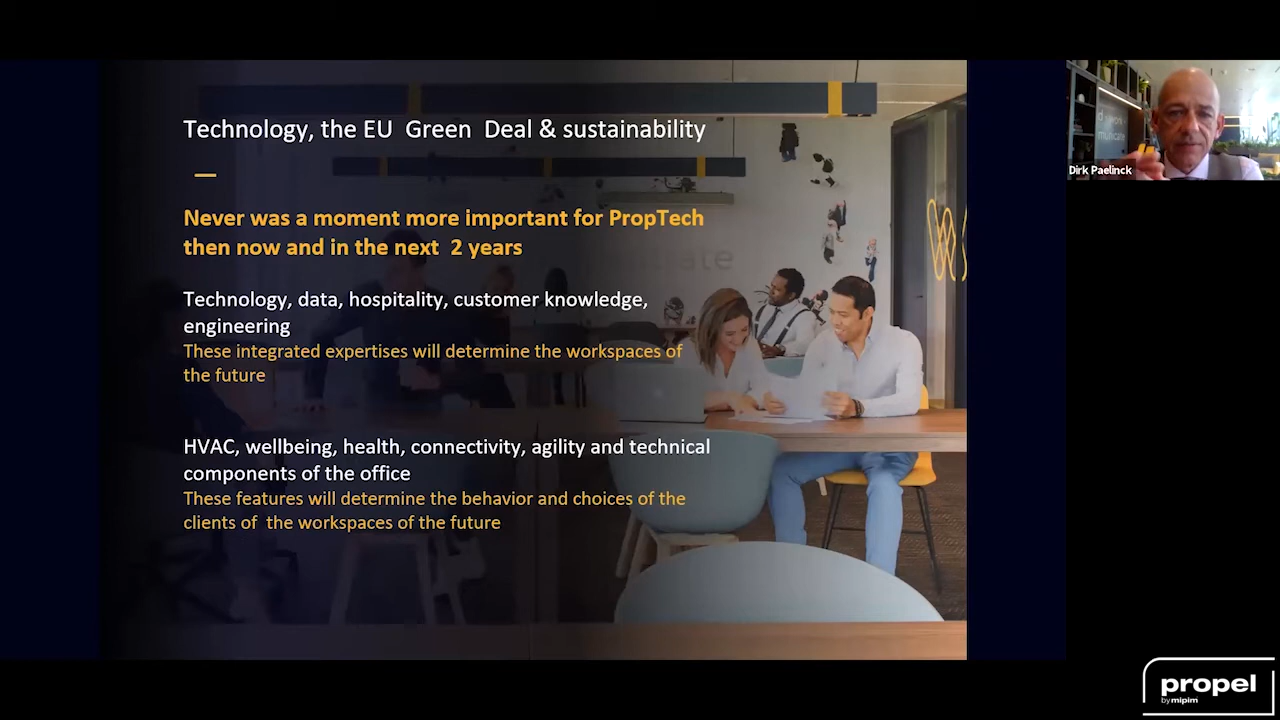 Technology, the EU Green Deal & sustainability
Never was a moment more important for PropTech
then now and in the next 2 years
Technology, data, hospitality, customer knowledge,
engineering
These integrated expertises will determine the workspaces of
the future
HVAC, wellbeing, health, connectivity, agility and technical
components of the office
These features will determine the behavior and choices of the
clients of the workspaces of the future
Dirk Paelinck
propel
by mipim